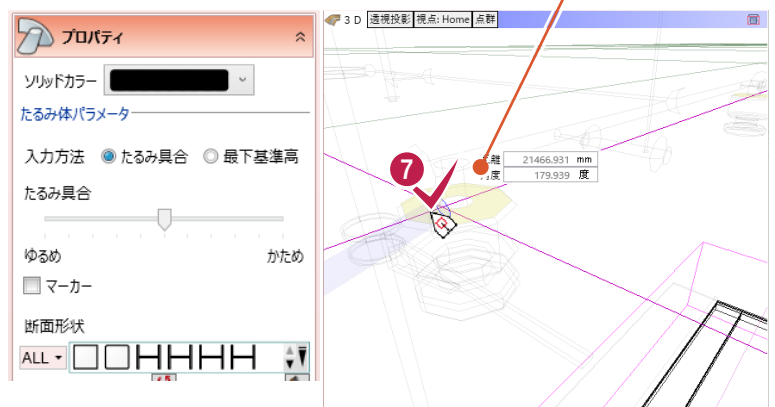 プロパティ
ソリッドカラー
たるみ体パラメータ
入力方法 たるみ具合 最下基準高
たるみ具合
ゆるめ かため
マーカー
断面形状
ALL
3 D 透視投影 視点: Home 点群
離 21466.931 mm
度 179.939 度
7